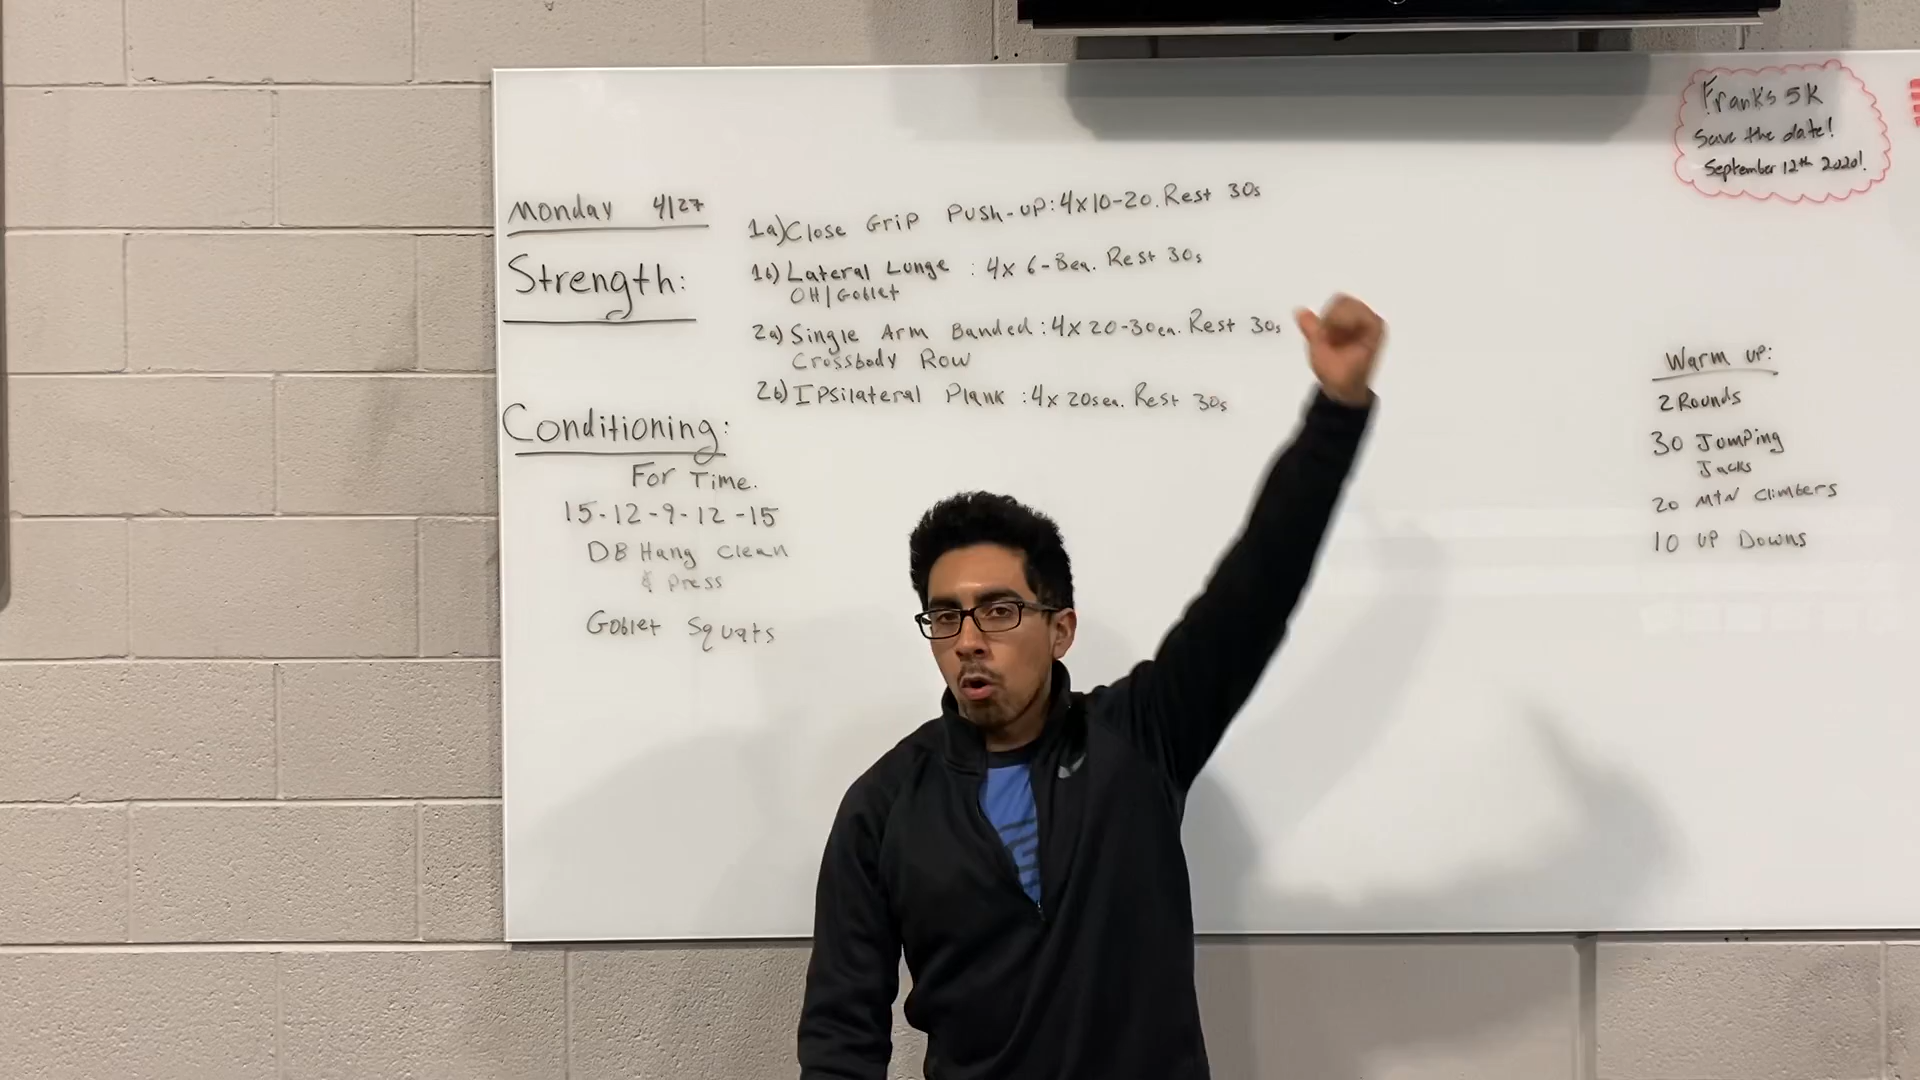 Monday 4/27
Strength:
1a) Close Grip Push-up: 4x10-20. Rest 30s
1b) Lateral Lunge : 4x 6-8ea. Rest 30s
OH/Goblet
2a) Single Arm Banded : 4x 20-30ea. Rest 30s
Crossbody Row
2b) Ipsilateral Plank : 4x 20sea. Rest 30s
Conditioning:
For Time.
15-12-9-12-15
DB Hang Clean
& Press
Goblet Squats
Frank's 5K
Save the date!
September 12th 2020!
Warm up:
2 Rounds
30 Jumping
Jacks
20 Mtn Climbers
10 Up Downs